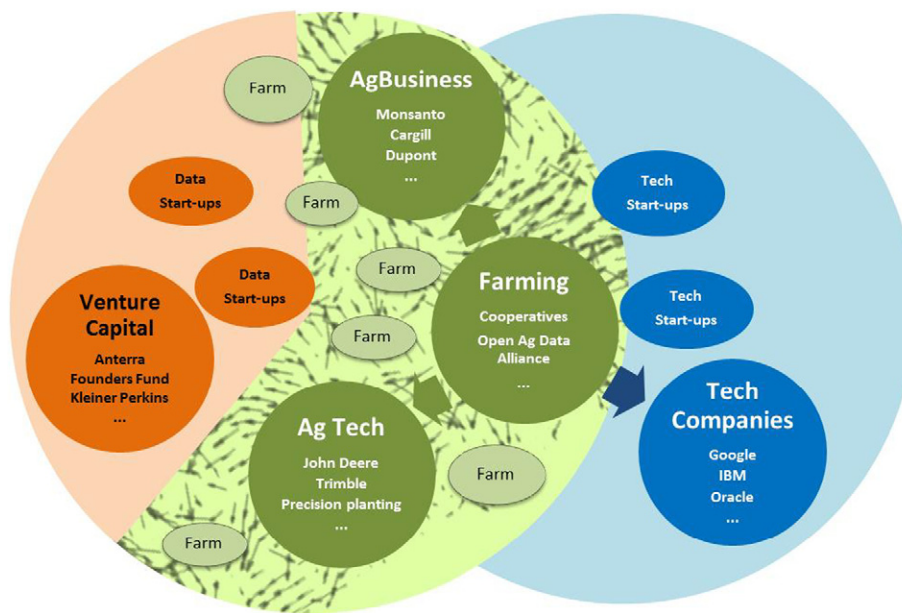 AgBusiness
Monsanto
Cargill
Dupont
...
Farm
Data
Start-ups
Farm
Tech
Start-ups
Data
Start-ups
Farm
Farming
Cooperatives
Open Ag Data
Alliance
...
Tech
Start-ups
Venture
Capital
Anterra
Founders Fund
Kleiner Perkins
...
Farm
Ag Tech
John Deere
Trimble
Precision planting
...
Farm
Tech
Companies
Google
IBM
Oracle
...
Farm